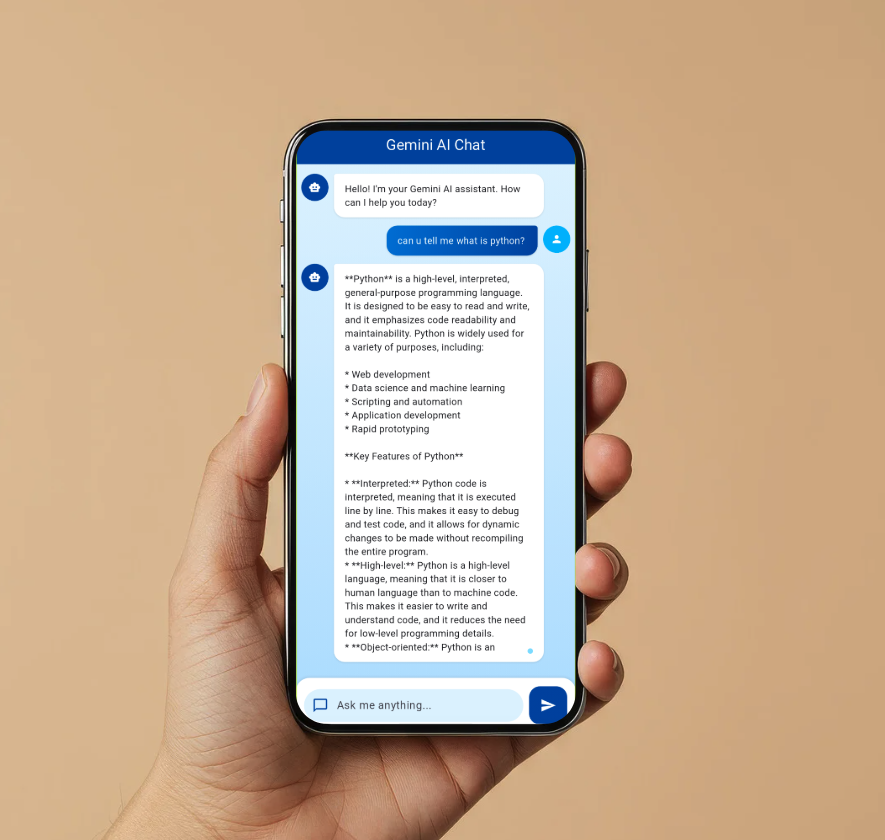 Gemini AI Chat
Hello! I'm your Gemini AI assistant. How
can I help you today?
can u tell me what is python?
**Python** is a high-level, interpreted,
general-purpose programming language.
It is designed to be easy to read and write,
and it emphasizes code readability and
maintainability. Python is widely used for
a variety of purposes, including:
* Web development
* Data science and machine learning
* Scripting and automation
* Application development
* Rapid prototyping
**Key Features of Python**
* **Interpreted:** Python code is
interpreted, meaning that it is executed
line by line. This makes it easy to debug
and test code, and it allows for dynamic
changes to be made without recompiling
the entire program.
* **High-level:** Python is a high-level
language, meaning that it is closer to
human language than to machine code.
This makes it easier to write and
understand code, and it reduces the need
for low-level programming details.
* **Object-oriented:** Python is an
Ask me anything...